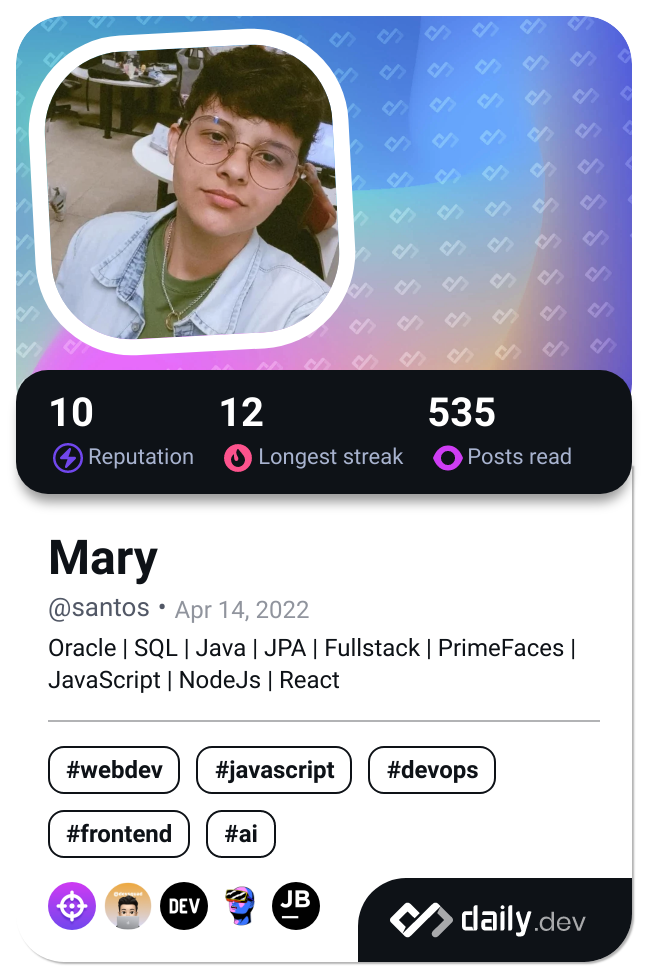 10 12 535
Reputation Longest streak Posts read
Mary
@santos • Apr 14, 2022
Oracle | SQL | Java | JPA | Fullstack | PrimeFaces |
JavaScript | NodeJs | React
#webdev #javascript #devops
#frontend #ai
DEV JB
daily.dev